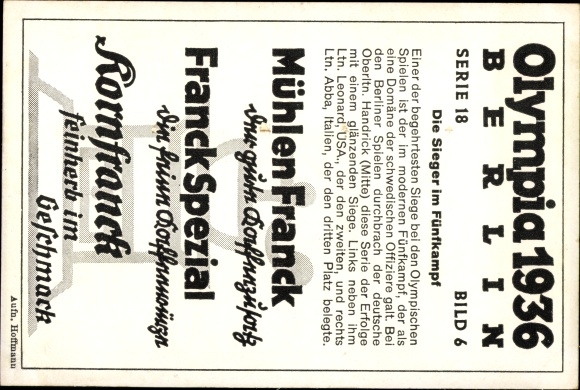 Olympia 1936
BERLIN
SERIE 18 BILD 6
Die Sieger im Fünfkampf
Einer der begehrtesten Siege bei den Olympischen
Spielen ist der im modernen Fünfkampf, der als
eine Domäne der schwedischen Offiziere galt. Bei
den Berliner Spielen durchbrach der deutsche
Oberltn. Handrick (Mitte) diese Serie der Erfolge
mit einem glänzenden Siege. Links neben ihm
Ltn. Leonard, USA., der den zweiten, und rechts
Ltn. Abba, Italien, der den dritten Platz belegte.
Mühlen Franck
der gute Kaffeezusatz
Franck Spezial
die feine Kaffeewürze
Kornfranck
feinherb im
Geschmack
Aufn. Hoffmann